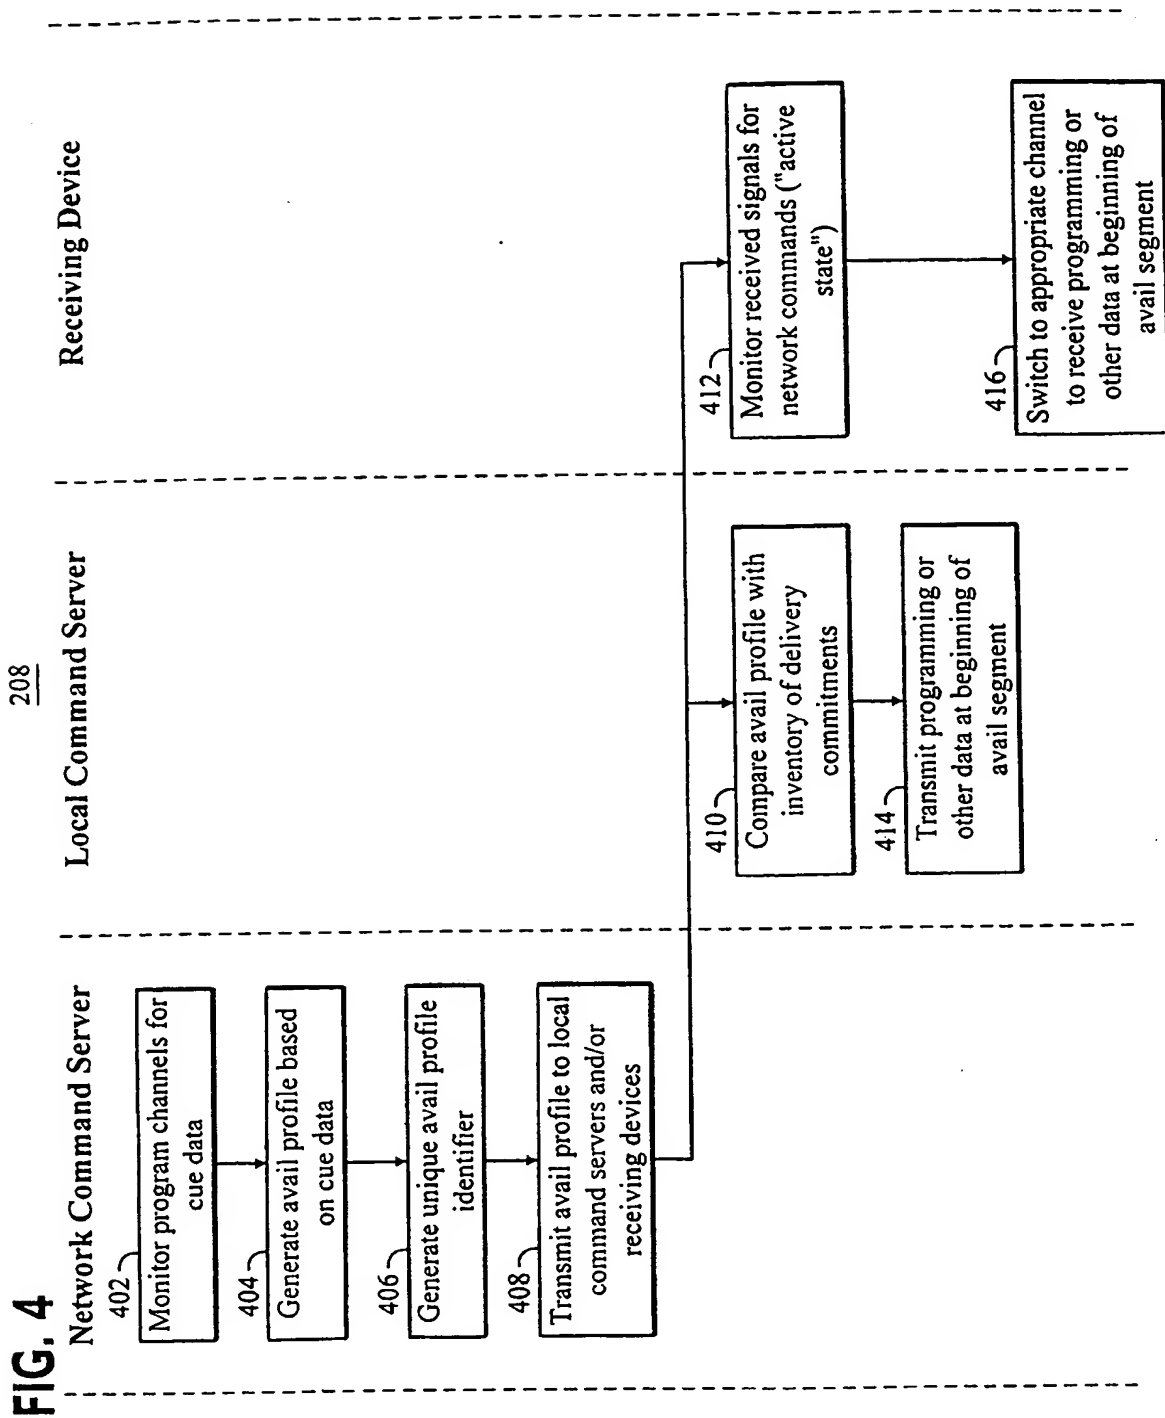 FIG. 4
208
Network Command Server
Local Command Server
Receiving Device
402
Monitor program channels for
cue data
404
Generate avail profile based
on cue data
406
Generate unique avail profile
identifier
408
Transmit avail profile to local
command servers and/or
receiving devices
410
Compare avail profile with
inventory of delivery
commitments
412
Monitor received signals for
network commands ("active
state")
414
Transmit programming or
other data at beginning of
avail segment
416
Switch to appropriate channel
to receive programming or
other data at beginning of
avail segment